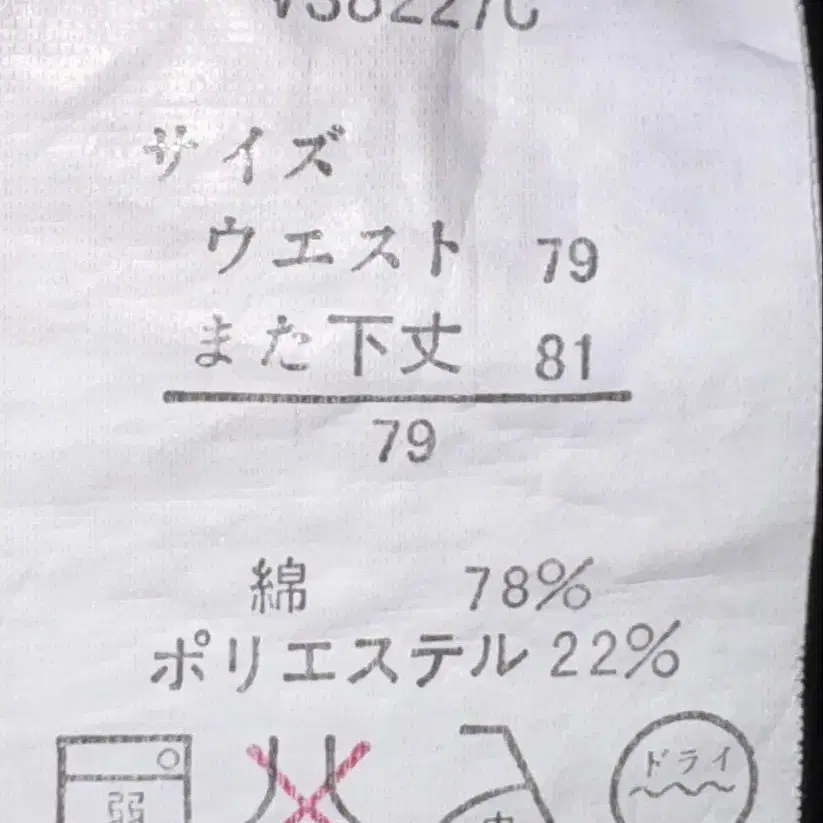 サイズ
ウエスト 79
また下丈 81
79
綿 78%
ポリエステル 22%
弱
中
ドライ